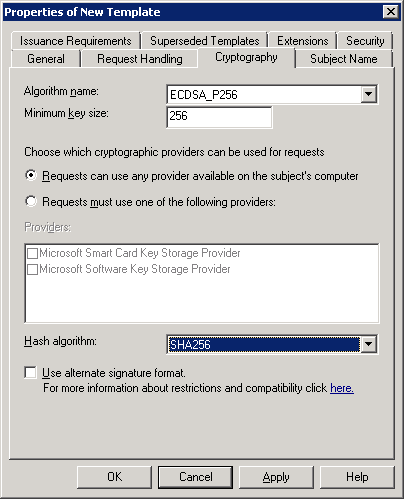 Properties of New Template
Issuance Requirements Superseded Templates Extensions Security
General Request Handling Cryptography Subject Name
Algorithm name: ECDSA_P256
Minimum key size: 256
Choose which cryptographic providers can be used for requests
Requests can use any provider available on the subject's computer
Requests must use one of the following providers:
Providers:
Microsoft Smart Card Key Storage Provider
Microsoft Software Key Storage Provider
Hash algorithm: SHA256
Use alternate signature format.
For more information about restrictions and compatibility click here.
OK Cancel Apply Help